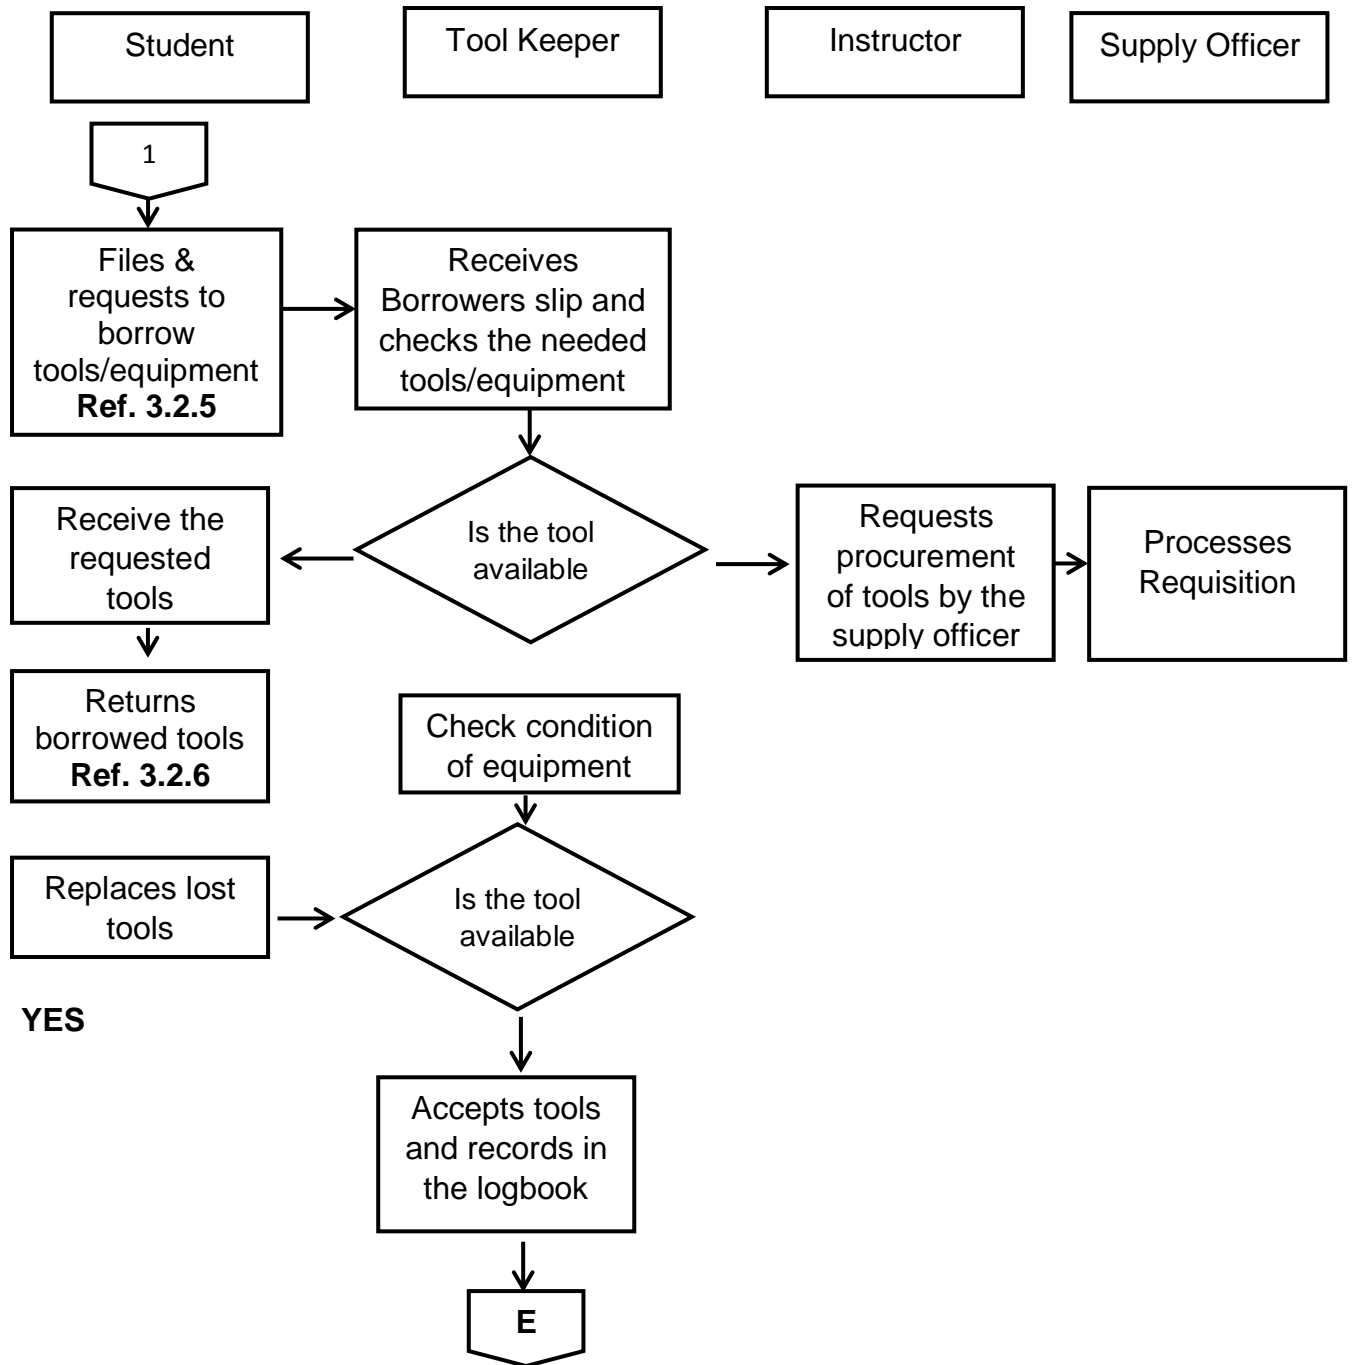 Student
Tool Keeper
Instructor
Supply Officer
1
Files &
requests to
borrow
tools/equipment
Ref. 3.2.5
Receives
Borrowers slip and
checks the needed
tools/equipment
Receive the
requested
tools
Is the tool
available
Requests
procurement
of tools by the
supply officer
Processes
Requisition
Returns
borrowed tools
Ref. 3.2.6
Check condition
of equipment
Replaces lost
tools
Is the tool
available
YES
Accepts tools
and records in
the logbook
E